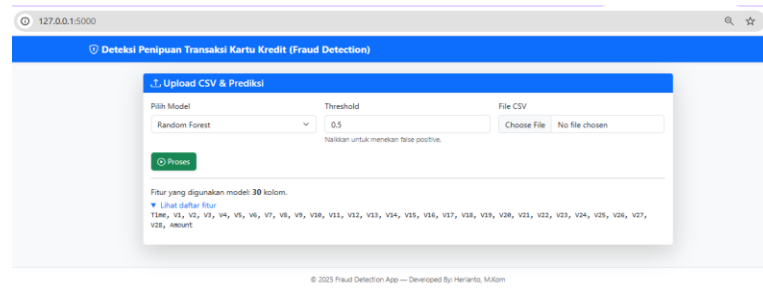 127.0.0.1:5000
Deteksi Penipuan Transaksi Kartu Kredit (Fraud Detection)
Upload CSV & Prediksi
Pilih Model
Threshold
File CSV
Random Forest
0.5
Choose File No file chosen
Naikkan untuk menekan false positive.
Proses
Fitur yang digunakan model: 30 kolom.
▼ Lihat daftar fitur
Time, V1, V2, V3, V4, V5, V6, V7, V8, V9, V10, V11, V12, V13, V14, V15, V16, V17, V18, V19, V20, V21, V22, V23, V24, V25, V26, V27,
V28, Amount
© 2025 Fraud Detection App — Developed By: Herianto, M.Kom